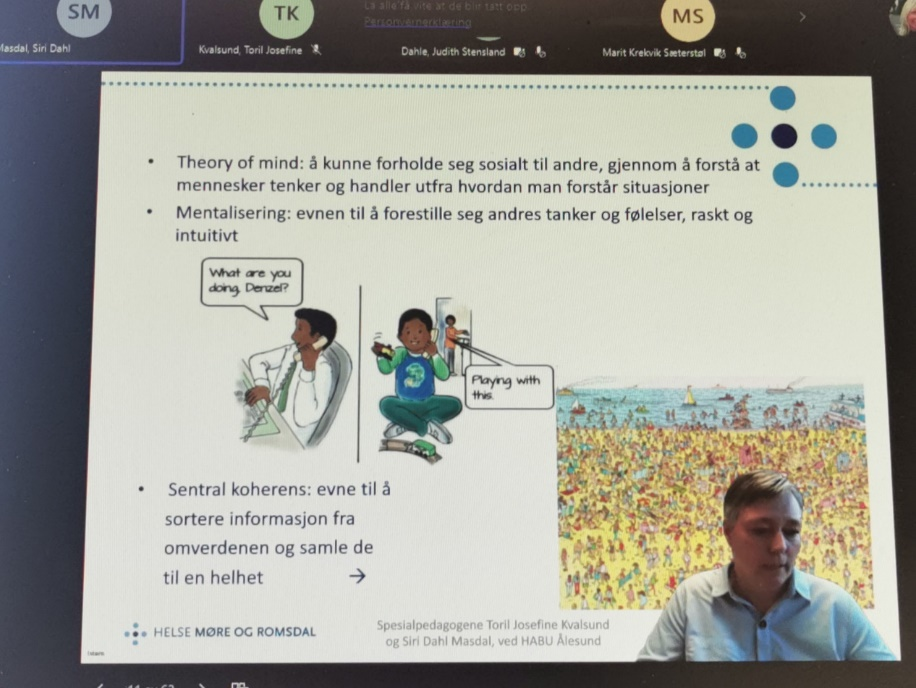 SM
TK
La alle få vite at de blir tatt opp.
Personvernerklæring
MS
Masdal, Siri Dahl
Kvalsund, Toril Josefine
Dahle, Judith Stensland
Marit Krekvik Sæterstøl
• Theory of mind: å kunne forholde seg sosialt til andre, gjennom å forstå at
mennesker tenker og handler utfra hvordan man forstår situasjoner
• Mentalisering: evnen til å forestille seg andres tanker og følelser, raskt og
intuitivt
What are you
doing, Denzel?
3
Playing with
this.
• Sentral koherens: evne til å
sortere informasjon fra
omverdenen og samle de
til en helhet →
HELSE MØRE OG ROMSDAL
Spesialpedagogene Toril Josefine Kvalsund
og Siri Dahl Masdal, ved HABU Ålesund